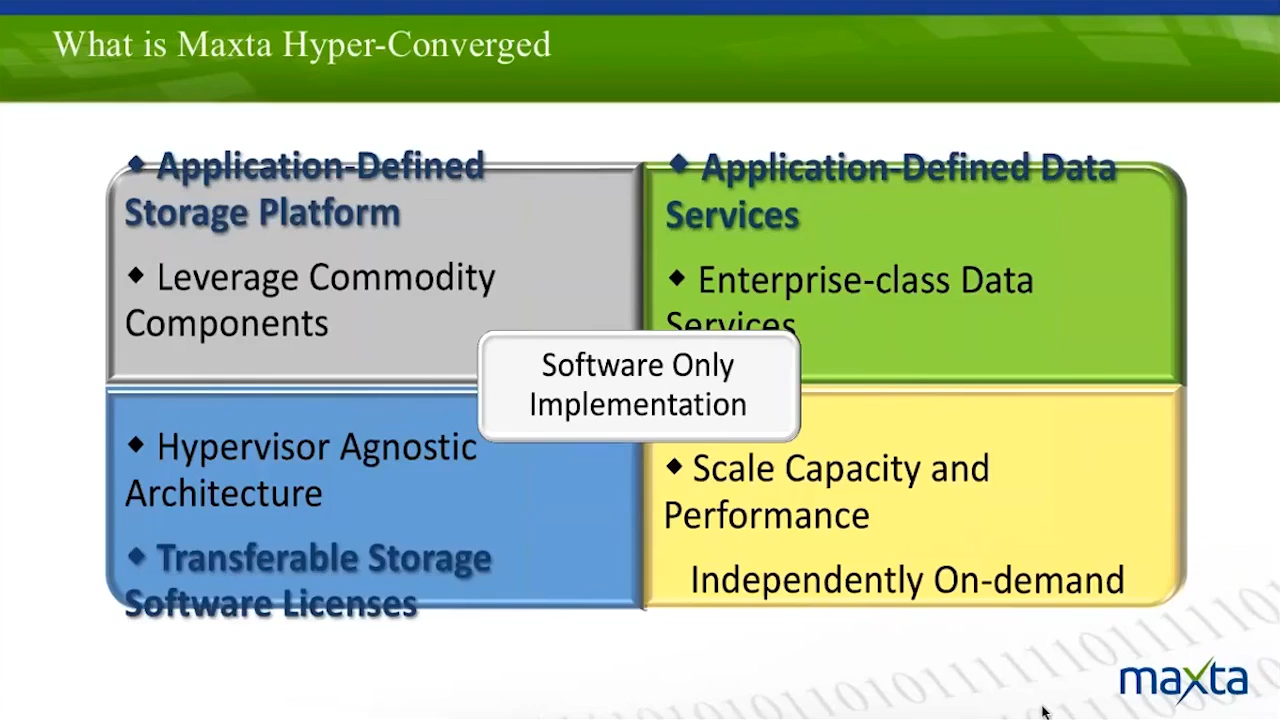 What is Maxta Hyper-Converged
◆ Application-Defined
Storage Platform
◆ Leverage Commodity
Components
◆ Application-Defined Data
Services
◆ Enterprise-class Data
Services
Software Only
Implementation
◆ Hypervisor Agnostic
Architecture
◆ Transferable Storage
Software Licenses
◆ Scale Capacity and
Performance
Independently On-demand
maxta